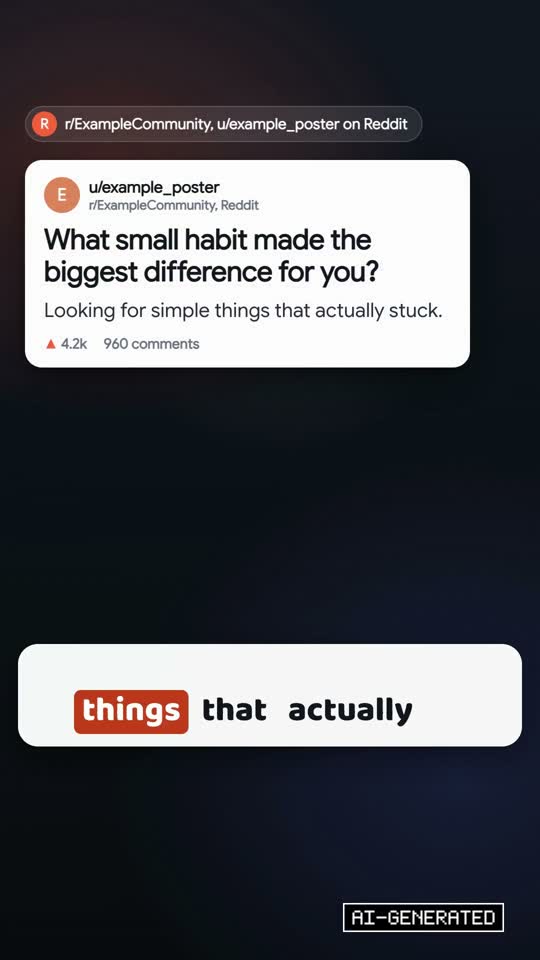 R r/ExampleCommunity, u/example_poster on Reddit
E
u/example_poster
r/ExampleCommunity, Reddit
What small habit made the
biggest difference for you?
Looking for simple things that actually stuck.
▲ 4.2k 960 comments
things that actually
AI-GENERATED